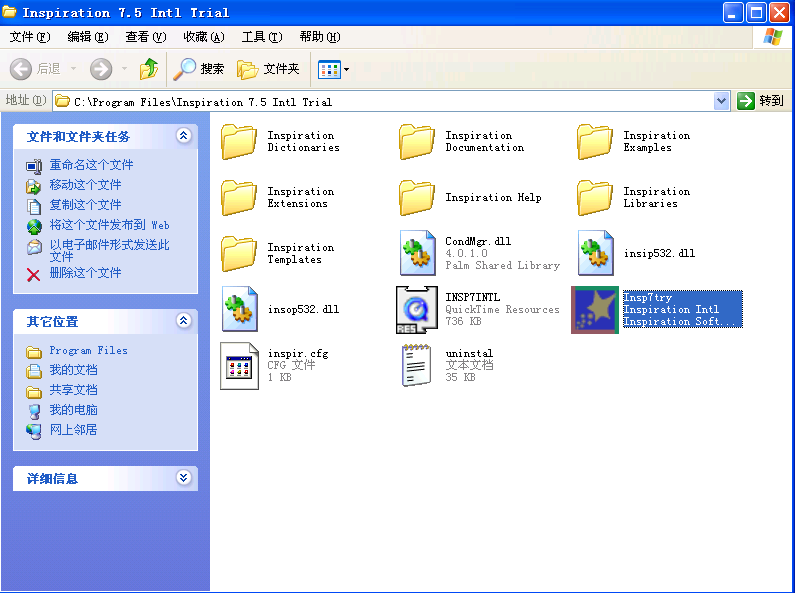 Inspiration 7.5 Intl Trial
文件(F) 编辑(E) 查看(V) 收藏(A) 工具(T) 帮助(H)
后退 搜索 文件夹
地址(D) C:\Program Files\Inspiration 7.5 Intl Trial 转到
文件和文件夹任务
重命名这个文件
移动这个文件
复制这个文件
将这个文件发布到 Web
以电子邮件形式发送此
文件
删除这个文件
其它位置
Program Files
我的文档
共享文档
我的电脑
网上邻居
详细信息
Inspiration
Dictionaries
Inspiration
Documentation
Inspiration
Examples
Inspiration
Extensions
Inspiration Help
Inspiration
Libraries
Inspiration
Templates
CondMgr.dll
4.0.1.0
Palm Shared Library
insip532.dll
insop532.dll
RES
INSP7INTL
QuickTime Resources
736 KB
Insp7try
Inspiration Intl
Inspiration Soft...
inspir.cfg
CFG 文件
1 KB
uninstal
文本文档
35 KB